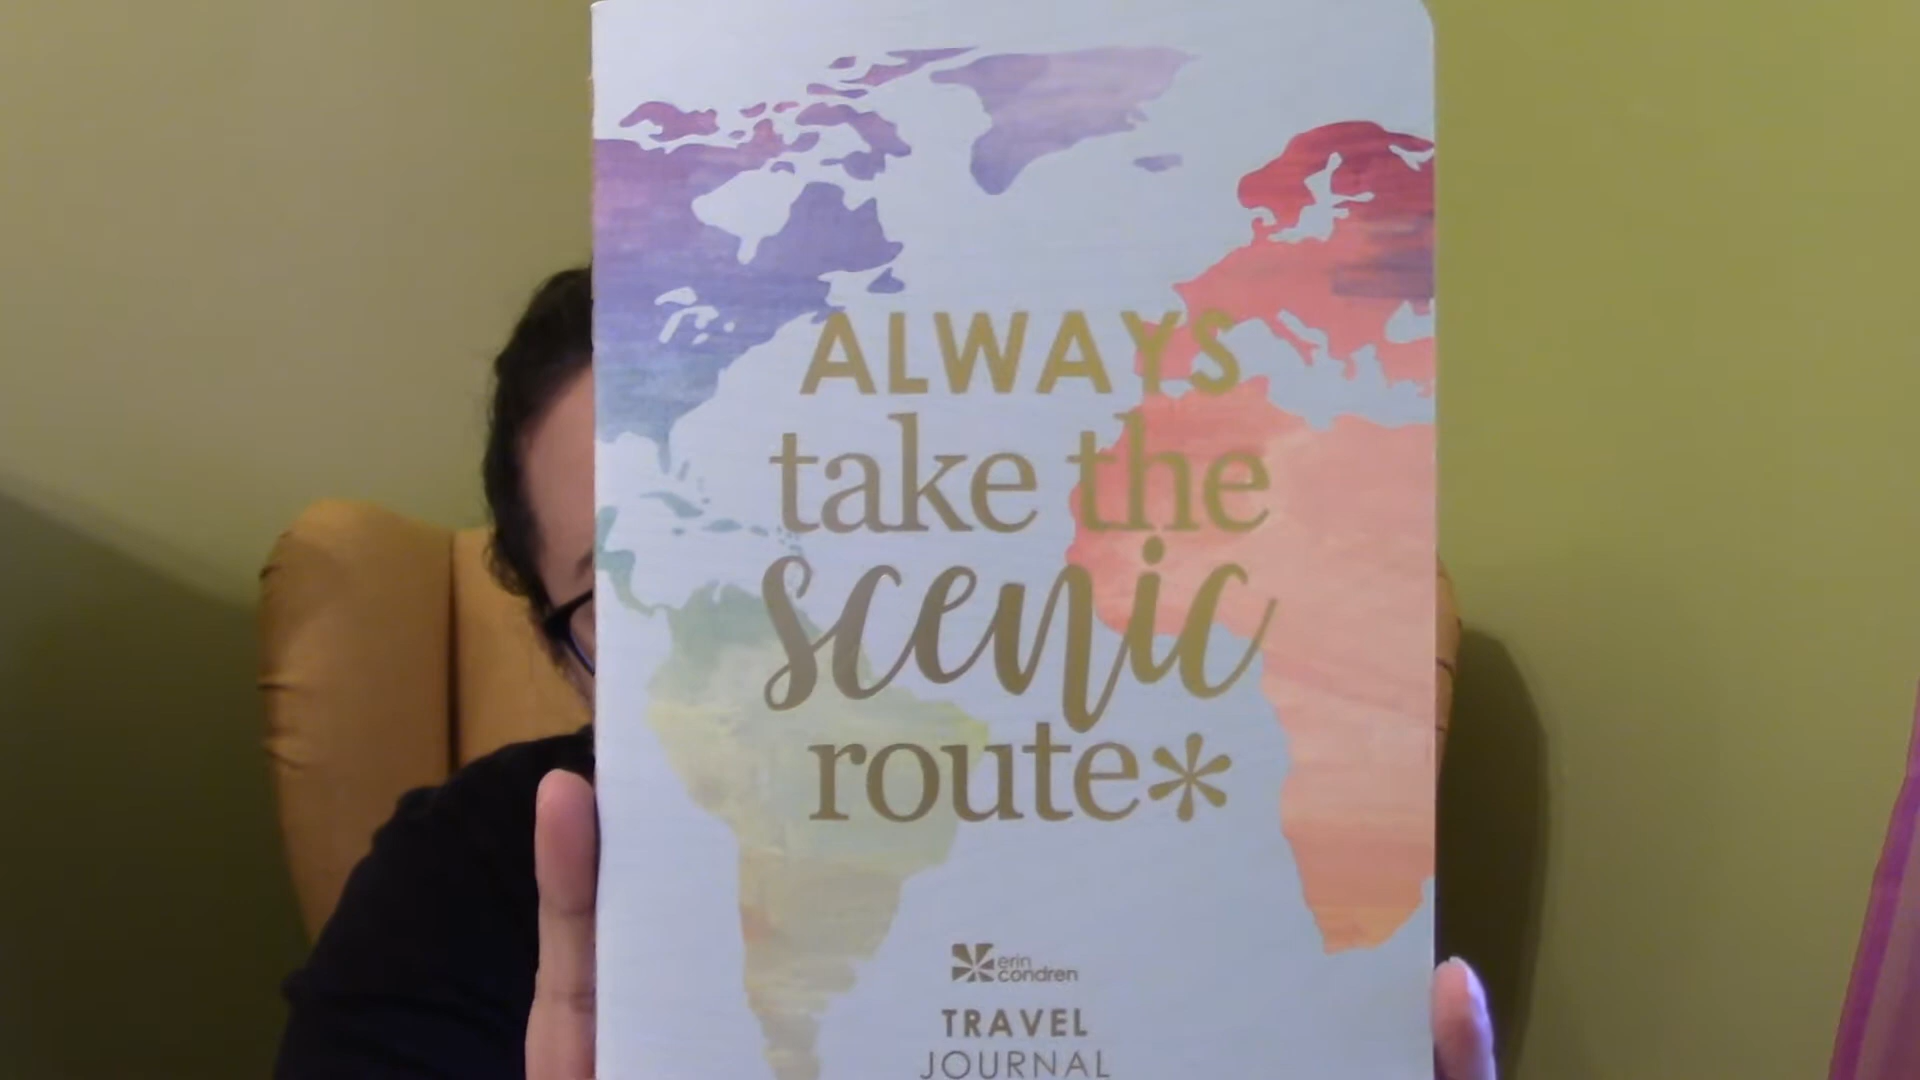 ALWAYS
take the
scenic
route*
erin
condren
TRAVEL
JOURNAL